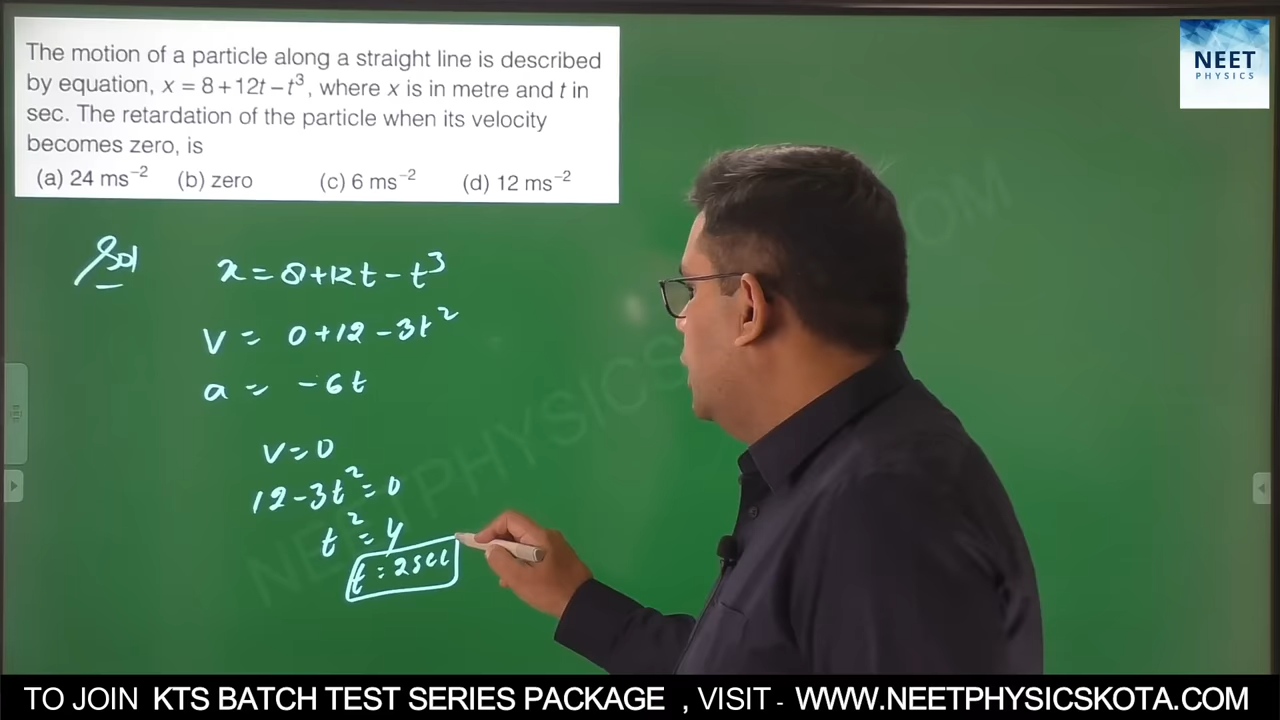 The motion of a particle along a straight line is described
by equation, x = 8 + 12t – t³, where x is in metre and t in
sec. The retardation of the particle when its velocity
becomes zero, is
(a) 24 ms⁻² (b) zero (c) 6 ms⁻² (d) 12 ms⁻²
NEET
PHYSICS
Sol
x = 8+12t – t³
v = 0+12 – 3t²
a = -6t
v=0
12-3t²=0
t²=4
t=2sec
NEETPHYSICSKOTA.COM
TO JOIN KTS BATCH TEST SERIES PACKAGE , VISIT - WWW.NEETPHYSICSKOTA.COM